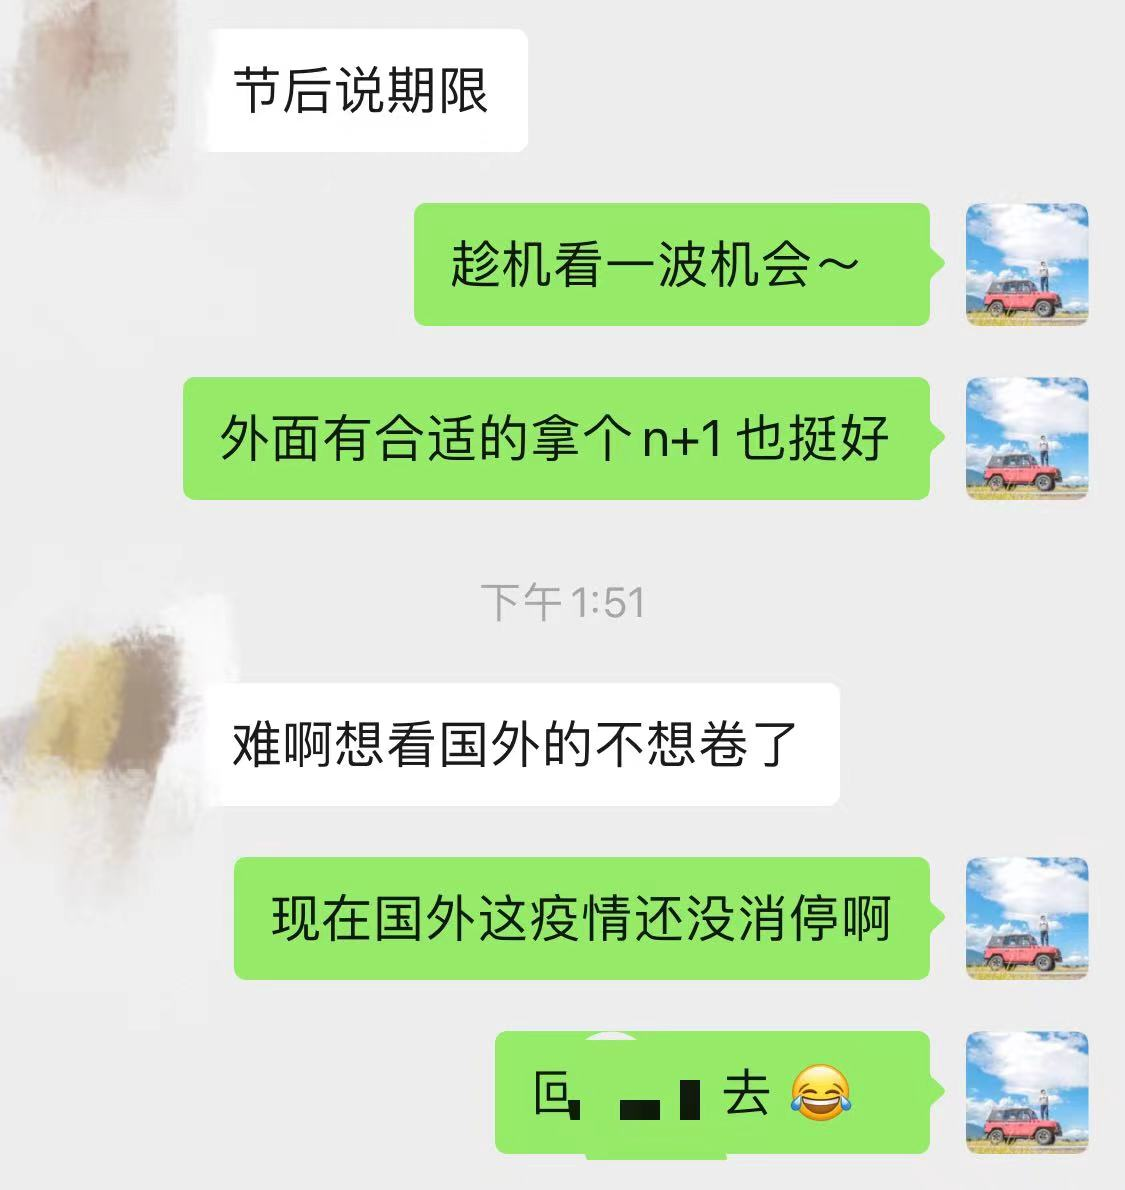 节后说期限
趁机看一波机会～
外面有合适的拿个n+1也挺好
下午1:51
难啊想看国外的不想卷了
现在国外这疫情还没消停啊
回 去😂